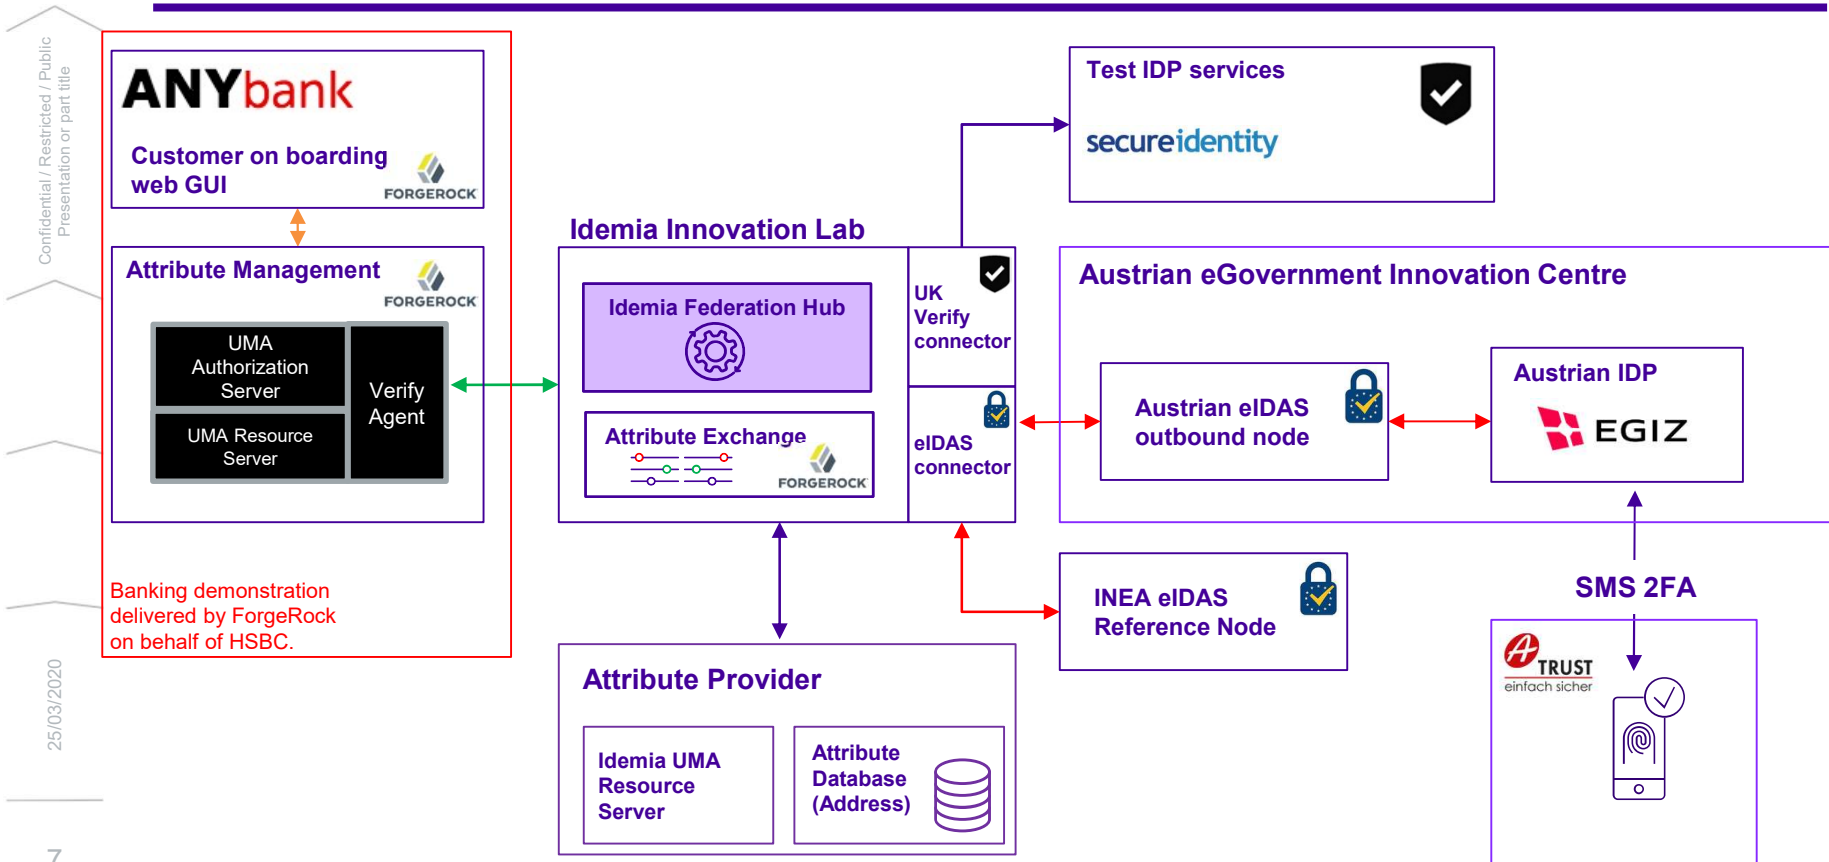 Confidential / Restricted / Public
Presentation or part title
25/03/2020
7
ANYbank
Customer on boarding
web GUI
FORGEROCK
Attribute Management
FORGEROCK
UMA
Authorization
Server
UMA Resource
Server
Verify
Agent
Banking demonstration
delivered by ForgeRock
on behalf of HSBC.
Idemia Innovation Lab
Idemia Federation Hub
Attribute Exchange
FORGEROCK
UK
Verify
connector
eIDAS
connector
Attribute Provider
Idemia UMA
Resource
Server
Attribute
Database
(Address)
Test IDP services
secureidentity
Austrian eGovernment Innovation Centre
Austrian eIDAS
outbound node
Austrian IDP
EGIZ
INEA eIDAS
Reference Node
SMS 2FA
A TRUST
einfach sicher